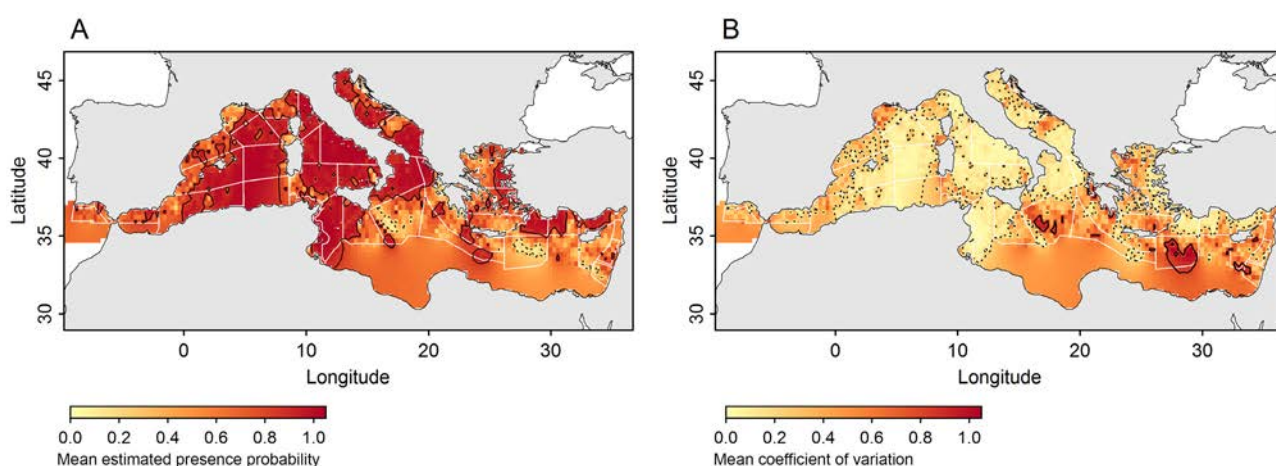 A
Latitude
45
40
35
30
0 10 20 30
Longitude
0.0 0.2 0.4 0.6 0.8 1.0
Mean estimated presence probability
B
Latitude
45
40
35
30
0 10 20 30
Longitude
0.0 0.2 0.4 0.6 0.8 1.0
Mean coefficient of variation